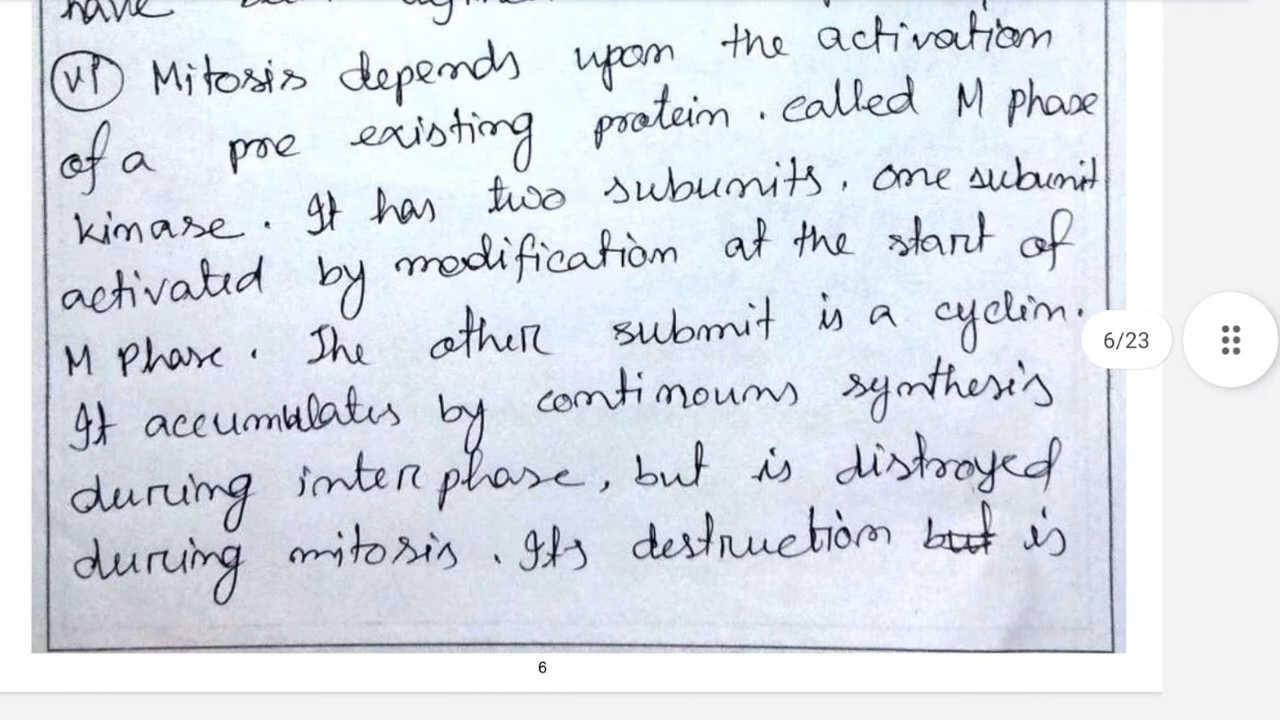 have
vi Mitosis depends upon the activation
of a pre existing protein. called M phase
kinase. It has two subunits, one subunit
activated by modification at the start of
M Phase. The other submit is a cyclin.
It accumulates by continouns synthesis
during interphase, but is distroyed
during mitosis. Its destruction but is
6/23
6